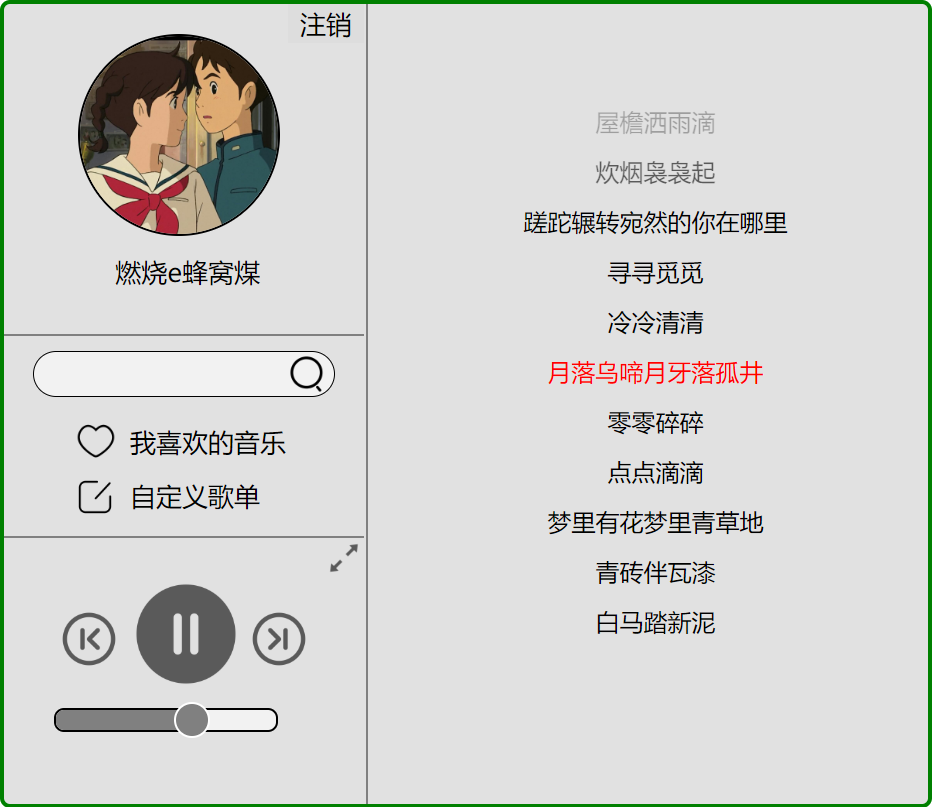 注销
燃烧e蜂窝煤
我喜欢的音乐
自定义歌单
屋檐洒雨滴
炊烟袅袅起
蹉跎辗转宛然的你在哪里
寻寻觅觅
冷冷清清
月落乌啼月牙落孤井
零零碎碎
点点滴滴
梦里有花梦里青草地
青砖伴瓦漆
白马踏新泥